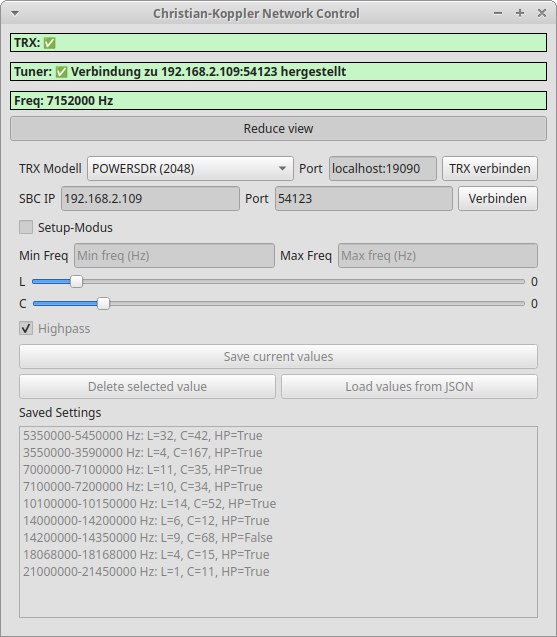 Christian-Koppler Network Control
TRX: ✅
Tuner: ✅ Verbindung zu 192.168.2.109:54123 hergestellt
Freq: 7152000 Hz
Reduce view
TRX Modell POWERSDR (2048) Port localhost:19090 TRX verbinden
SBC IP 192.168.2.109 Port 54123 Verbinden
Setup-Modus
Min Freq Min freq (Hz) Max Freq Max freq (Hz)
L 0
C 0
Highpass
Save current values
Delete selected value Load values from JSON
Saved Settings
5350000-5450000 Hz: L=32, C=42, HP=True
3550000-3590000 Hz: L=4, C=167, HP=True
7000000-7100000 Hz: L=11, C=35, HP=True
7100000-7200000 Hz: L=10, C=34, HP=True
10100000-10150000 Hz: L=14, C=52, HP=True
14000000-14200000 Hz: L=6, C=12, HP=True
14200000-14350000 Hz: L=9, C=68, HP=False
18068000-18168000 Hz: L=4, C=15, HP=True
21000000-21450000 Hz: L=1, C=11, HP=True